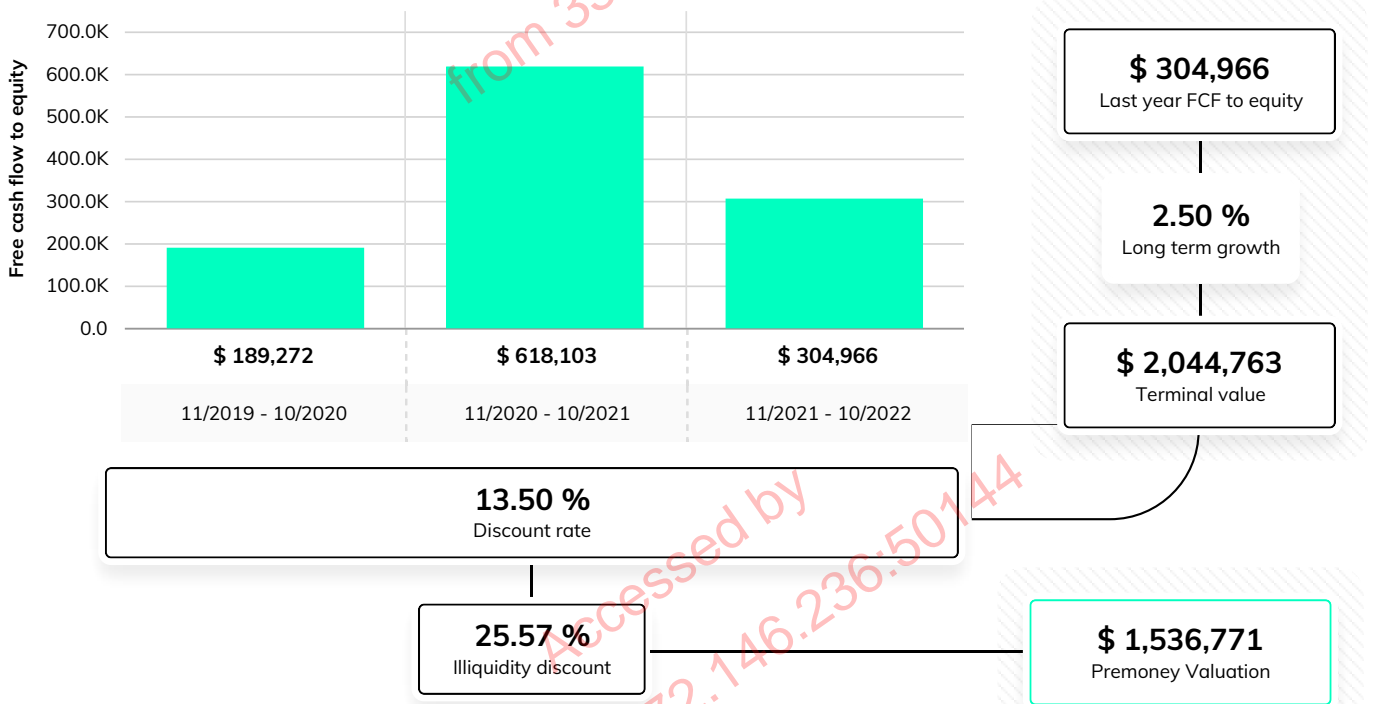 Free cash flow to equity
700.0K
600.0K
500.0K
400.0K
300.0K
200.0K
100.0K
0.0
$ 189,272
$ 618,103
$ 304,966
11/2019 - 10/2020
11/2020 - 10/2021
11/2021 - 10/2022
$ 304,966
Last year FCF to equity
2.50 %
Long term growth
$ 2,044,763
Terminal value
13.50 %
Discount rate
25.57 %
Illiquidity discount
$ 1,536,771
Premoney Valuation
from
Accessed by
72.146.236:50144